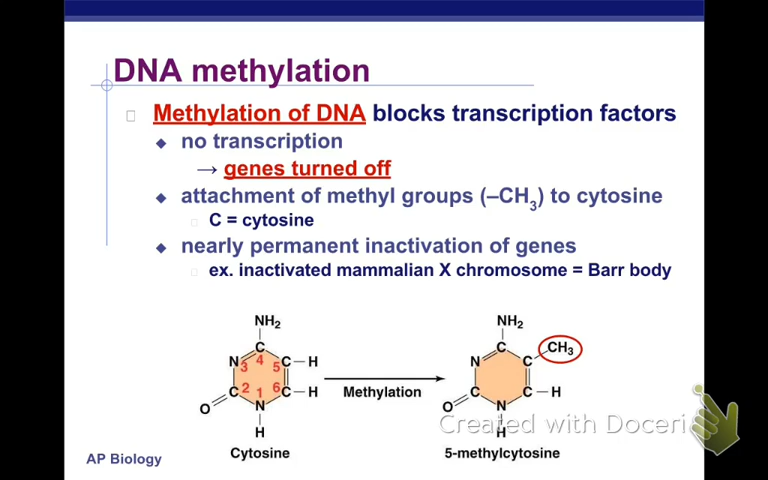 DNA methylation
Methylation of DNA blocks transcription factors
no transcription
→ genes turned off
attachment of methyl groups (–CH₃) to cytosine
C = cytosine
nearly permanent inactivation of genes
ex. inactivated mammalian X chromosome = Barr body
NH₂ NH₂
C C CH₃
N 3 4 5 C H N C
Methylation
C 2 1 6 C H C C H
O N O N
H H
Created with Doceri
Cytosine 5-methylcytosine
AP Biology